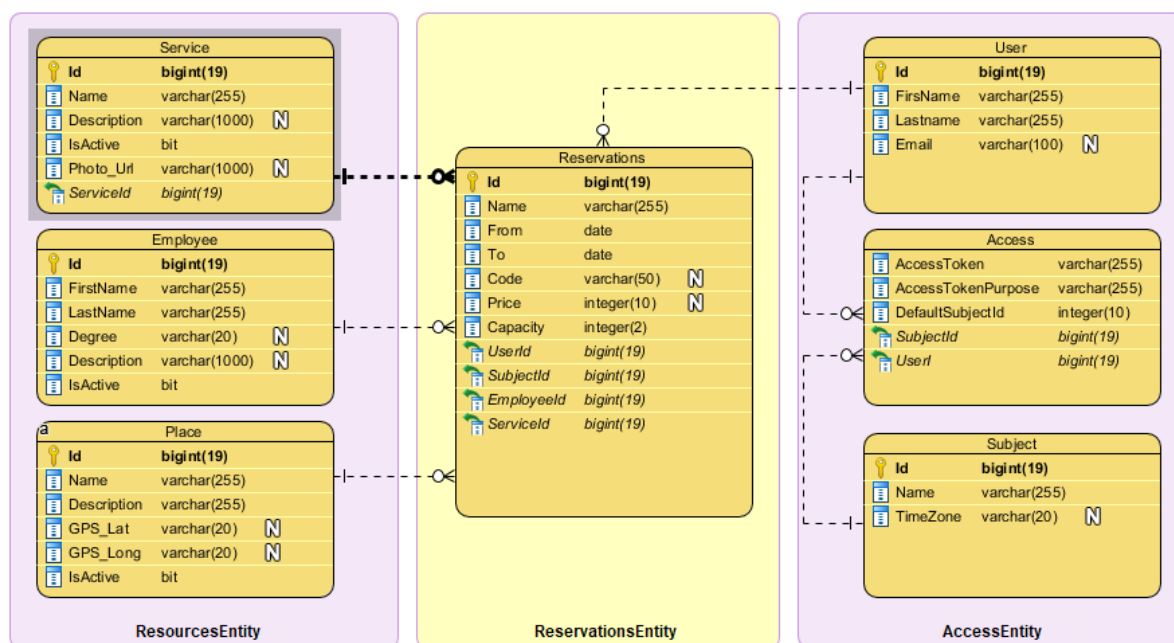 Service
Id bigint(19)
Name varchar(255)
Description varchar(1000) N
IsActive bit
Photo_Url varchar(1000) N
ServiceId bigint(19)
Employee
Id bigint(19)
FirstName varchar(255)
LastName varchar(255)
Degree varchar(20) N
Description varchar(1000) N
IsActive bit
a
Place
Id bigint(19)
Name varchar(255)
Description varchar(255)
GPS_Lat varchar(20) N
GPS_Long varchar(20) N
IsActive bit
ResourcesEntity
Reservations
Id bigint(19)
Name varchar(255)
From date
To date
Code varchar(50) N
Price integer(10) N
Capacity integer(2)
UserId bigint(19)
SubjectId bigint(19)
EmployeeId bigint(19)
ServiceId bigint(19)
ReservationsEntity
User
Id bigint(19)
FirsName varchar(255)
Lastname varchar(255)
Email varchar(100) N
Access
AccessToken varchar(255)
AccessTokenPurpose varchar(255)
DefaultSubjectId integer(10)
SubjectId bigint(19)
UserI bigint(19)
Subject
Id bigint(19)
Name varchar(255)
TimeZone varchar(20) N
AccessEntity